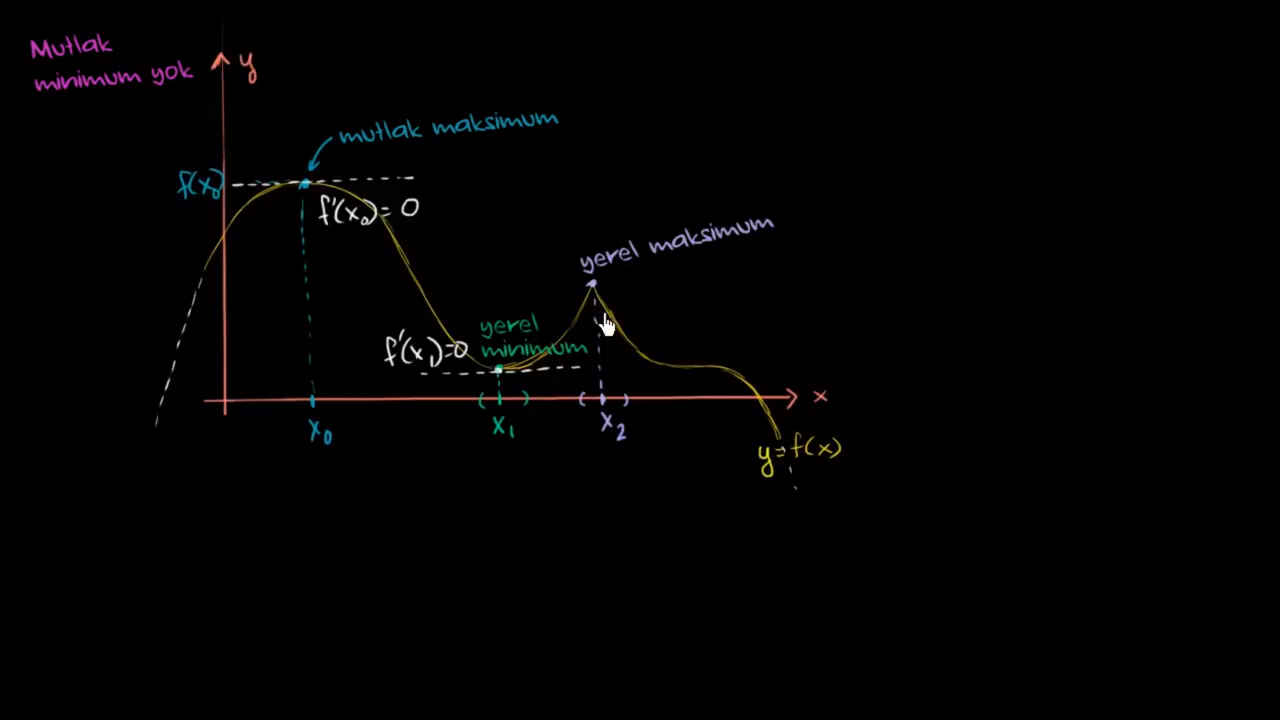 Mutlak
minimum yok
y
mutlak maksimum
f(x₀)
f'(x₀)=0
yerel maksimum
yerel
minimum
f'(x₁)=0
x
x₀
x₁
x₂
y=f(x)